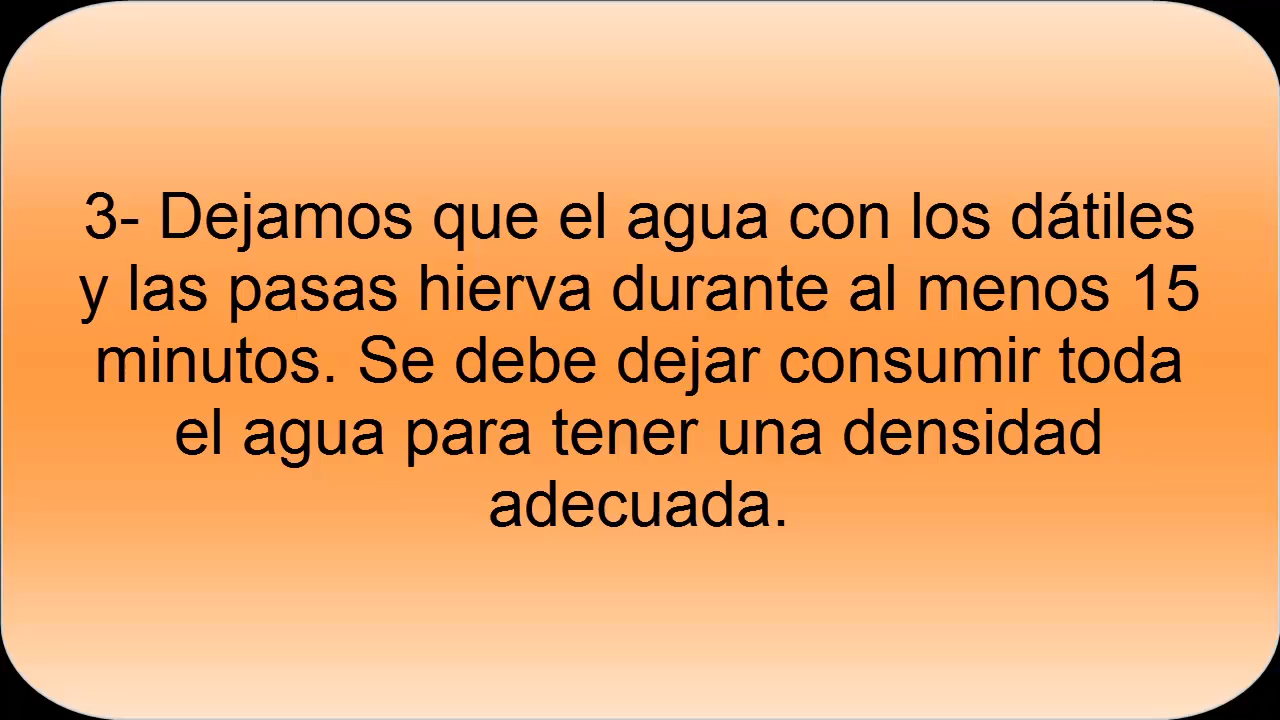 3- Dejamos que el agua con los dátiles
y las pasas hierva durante al menos 15
minutos. Se debe dejar consumir toda
el agua para tener una densidad
adecuada.